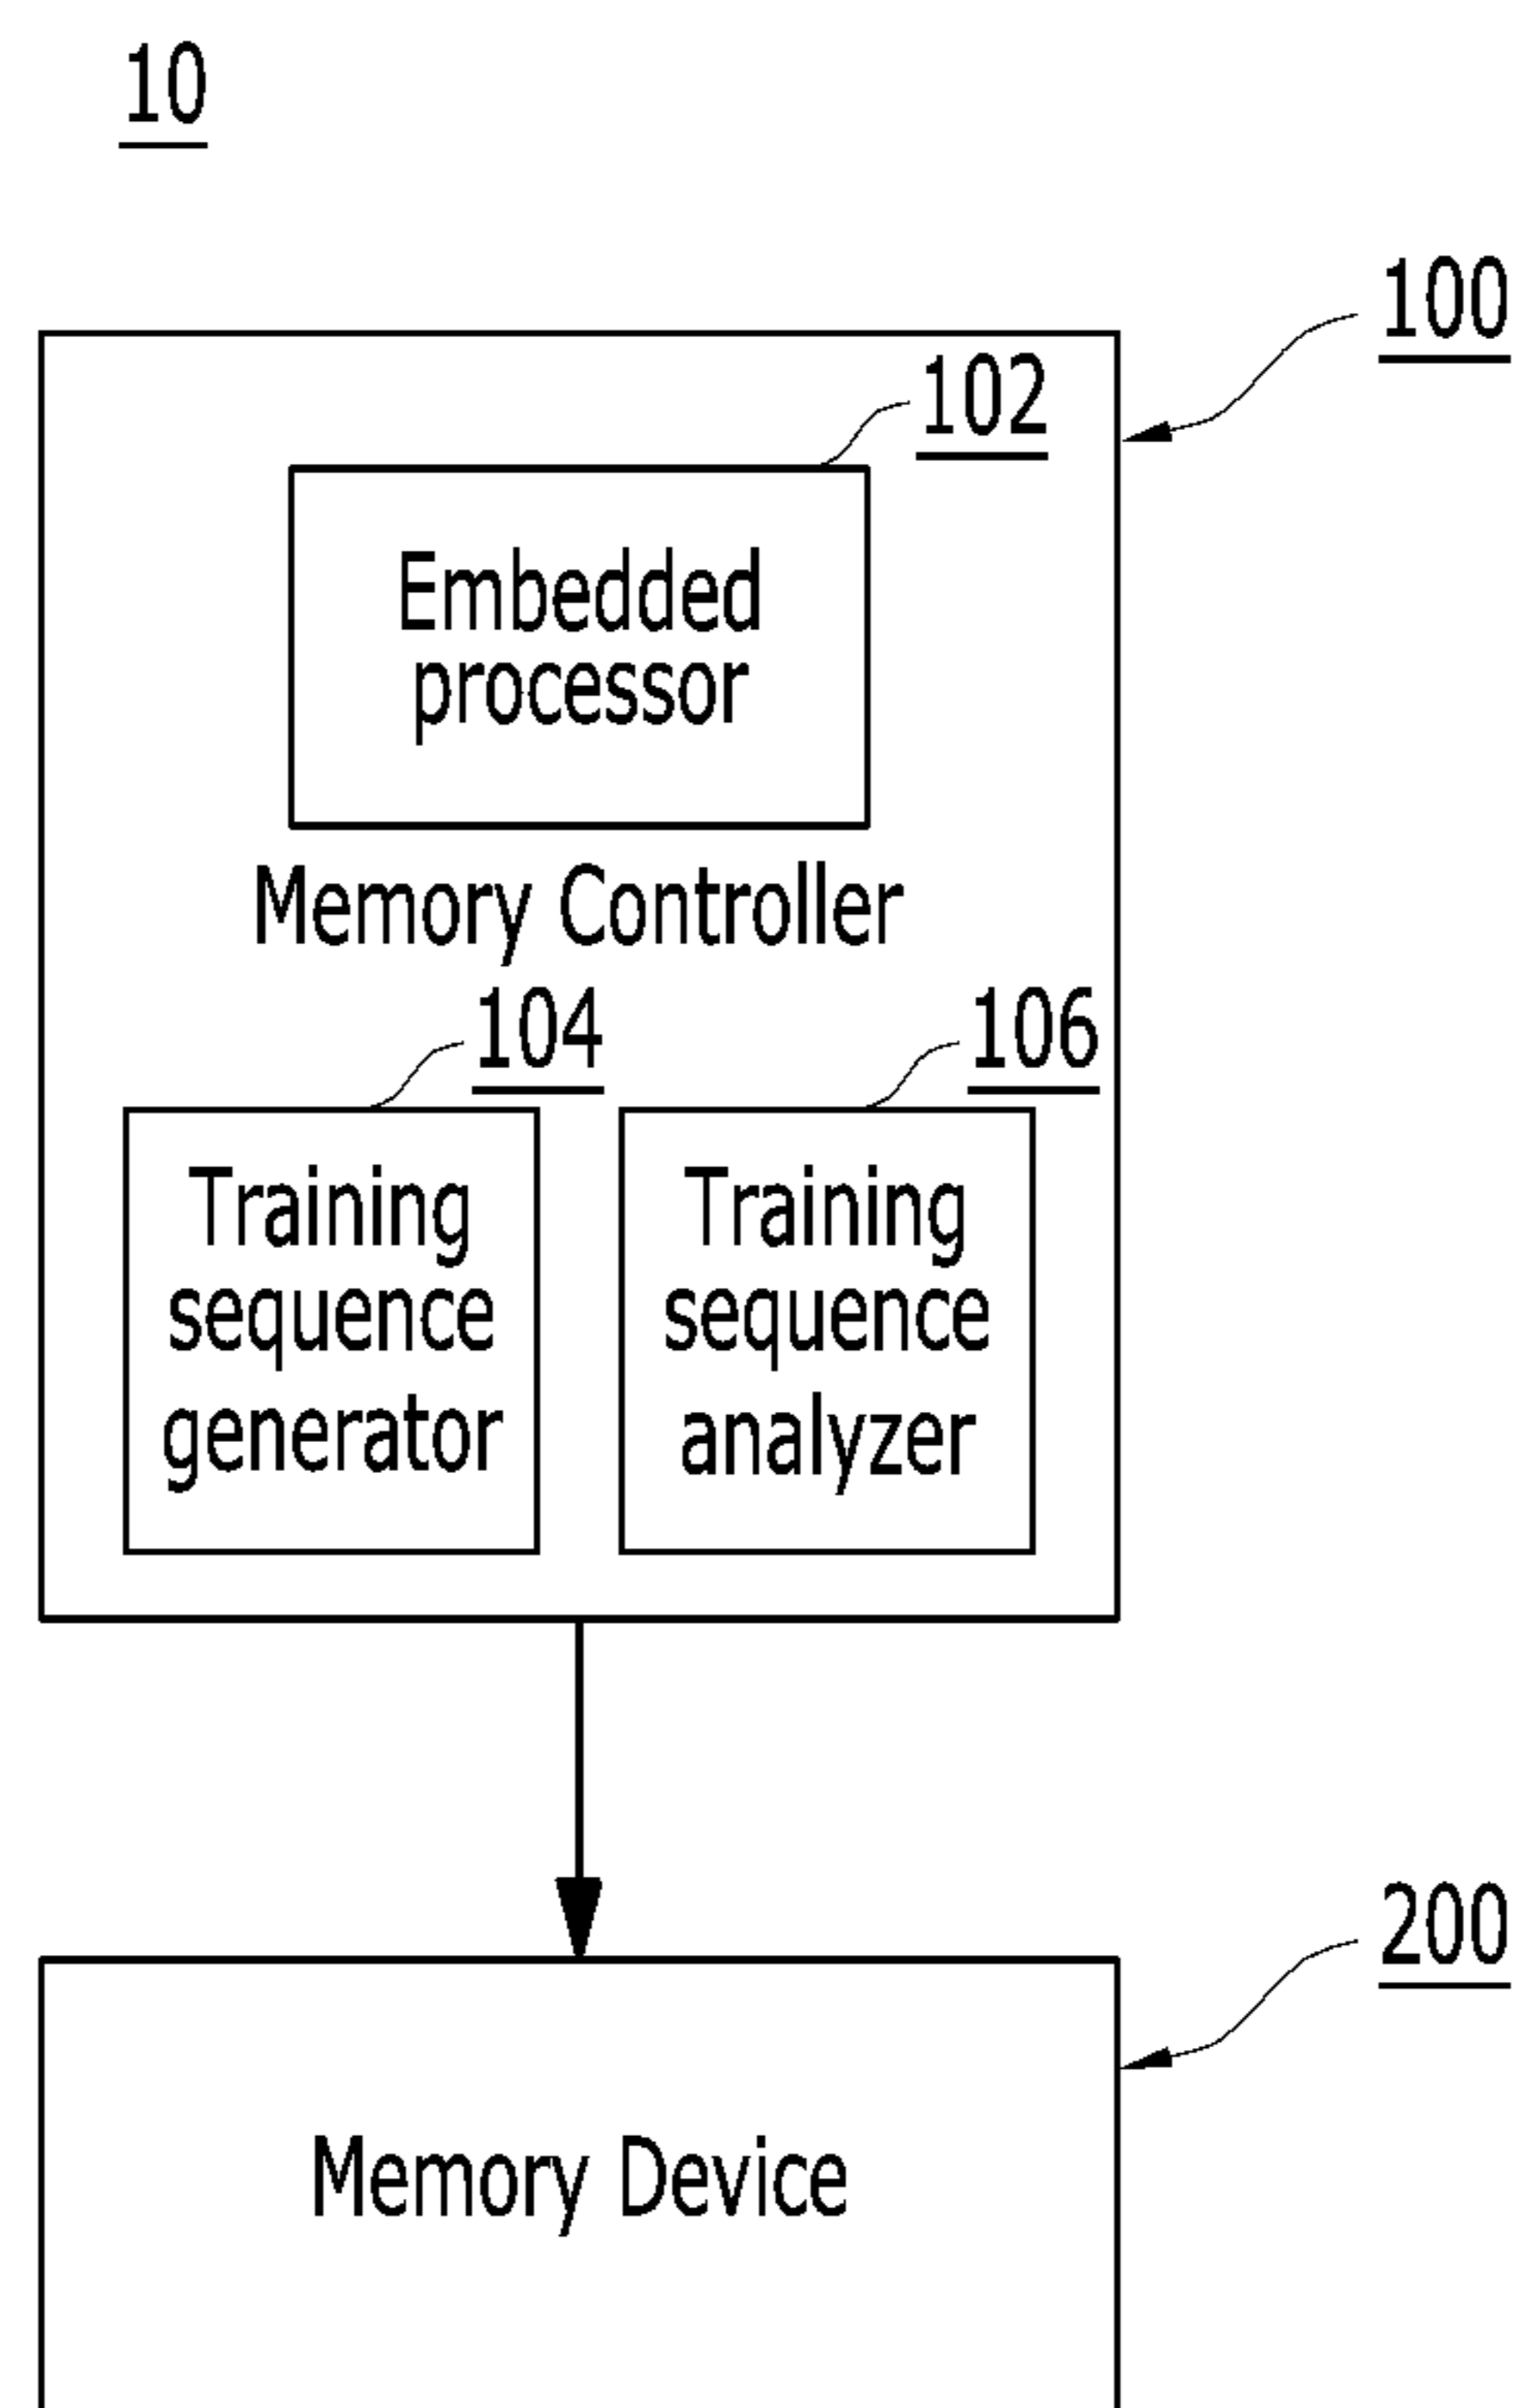 10
100
102
Embedded
processor
Memory Controller
104
106
Training
sequence
generator
Training
sequence
analyzer
200
Memory Device